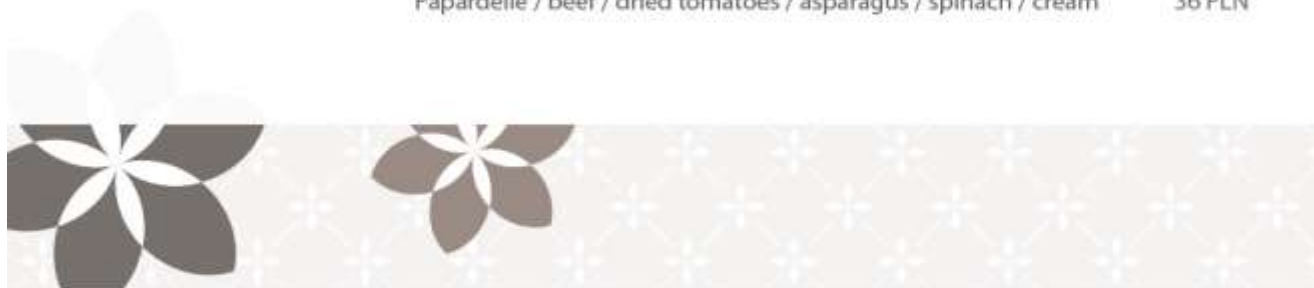 Papardelle / beef / dried tomatoes / asparagus / spinach / cream 36 PLN